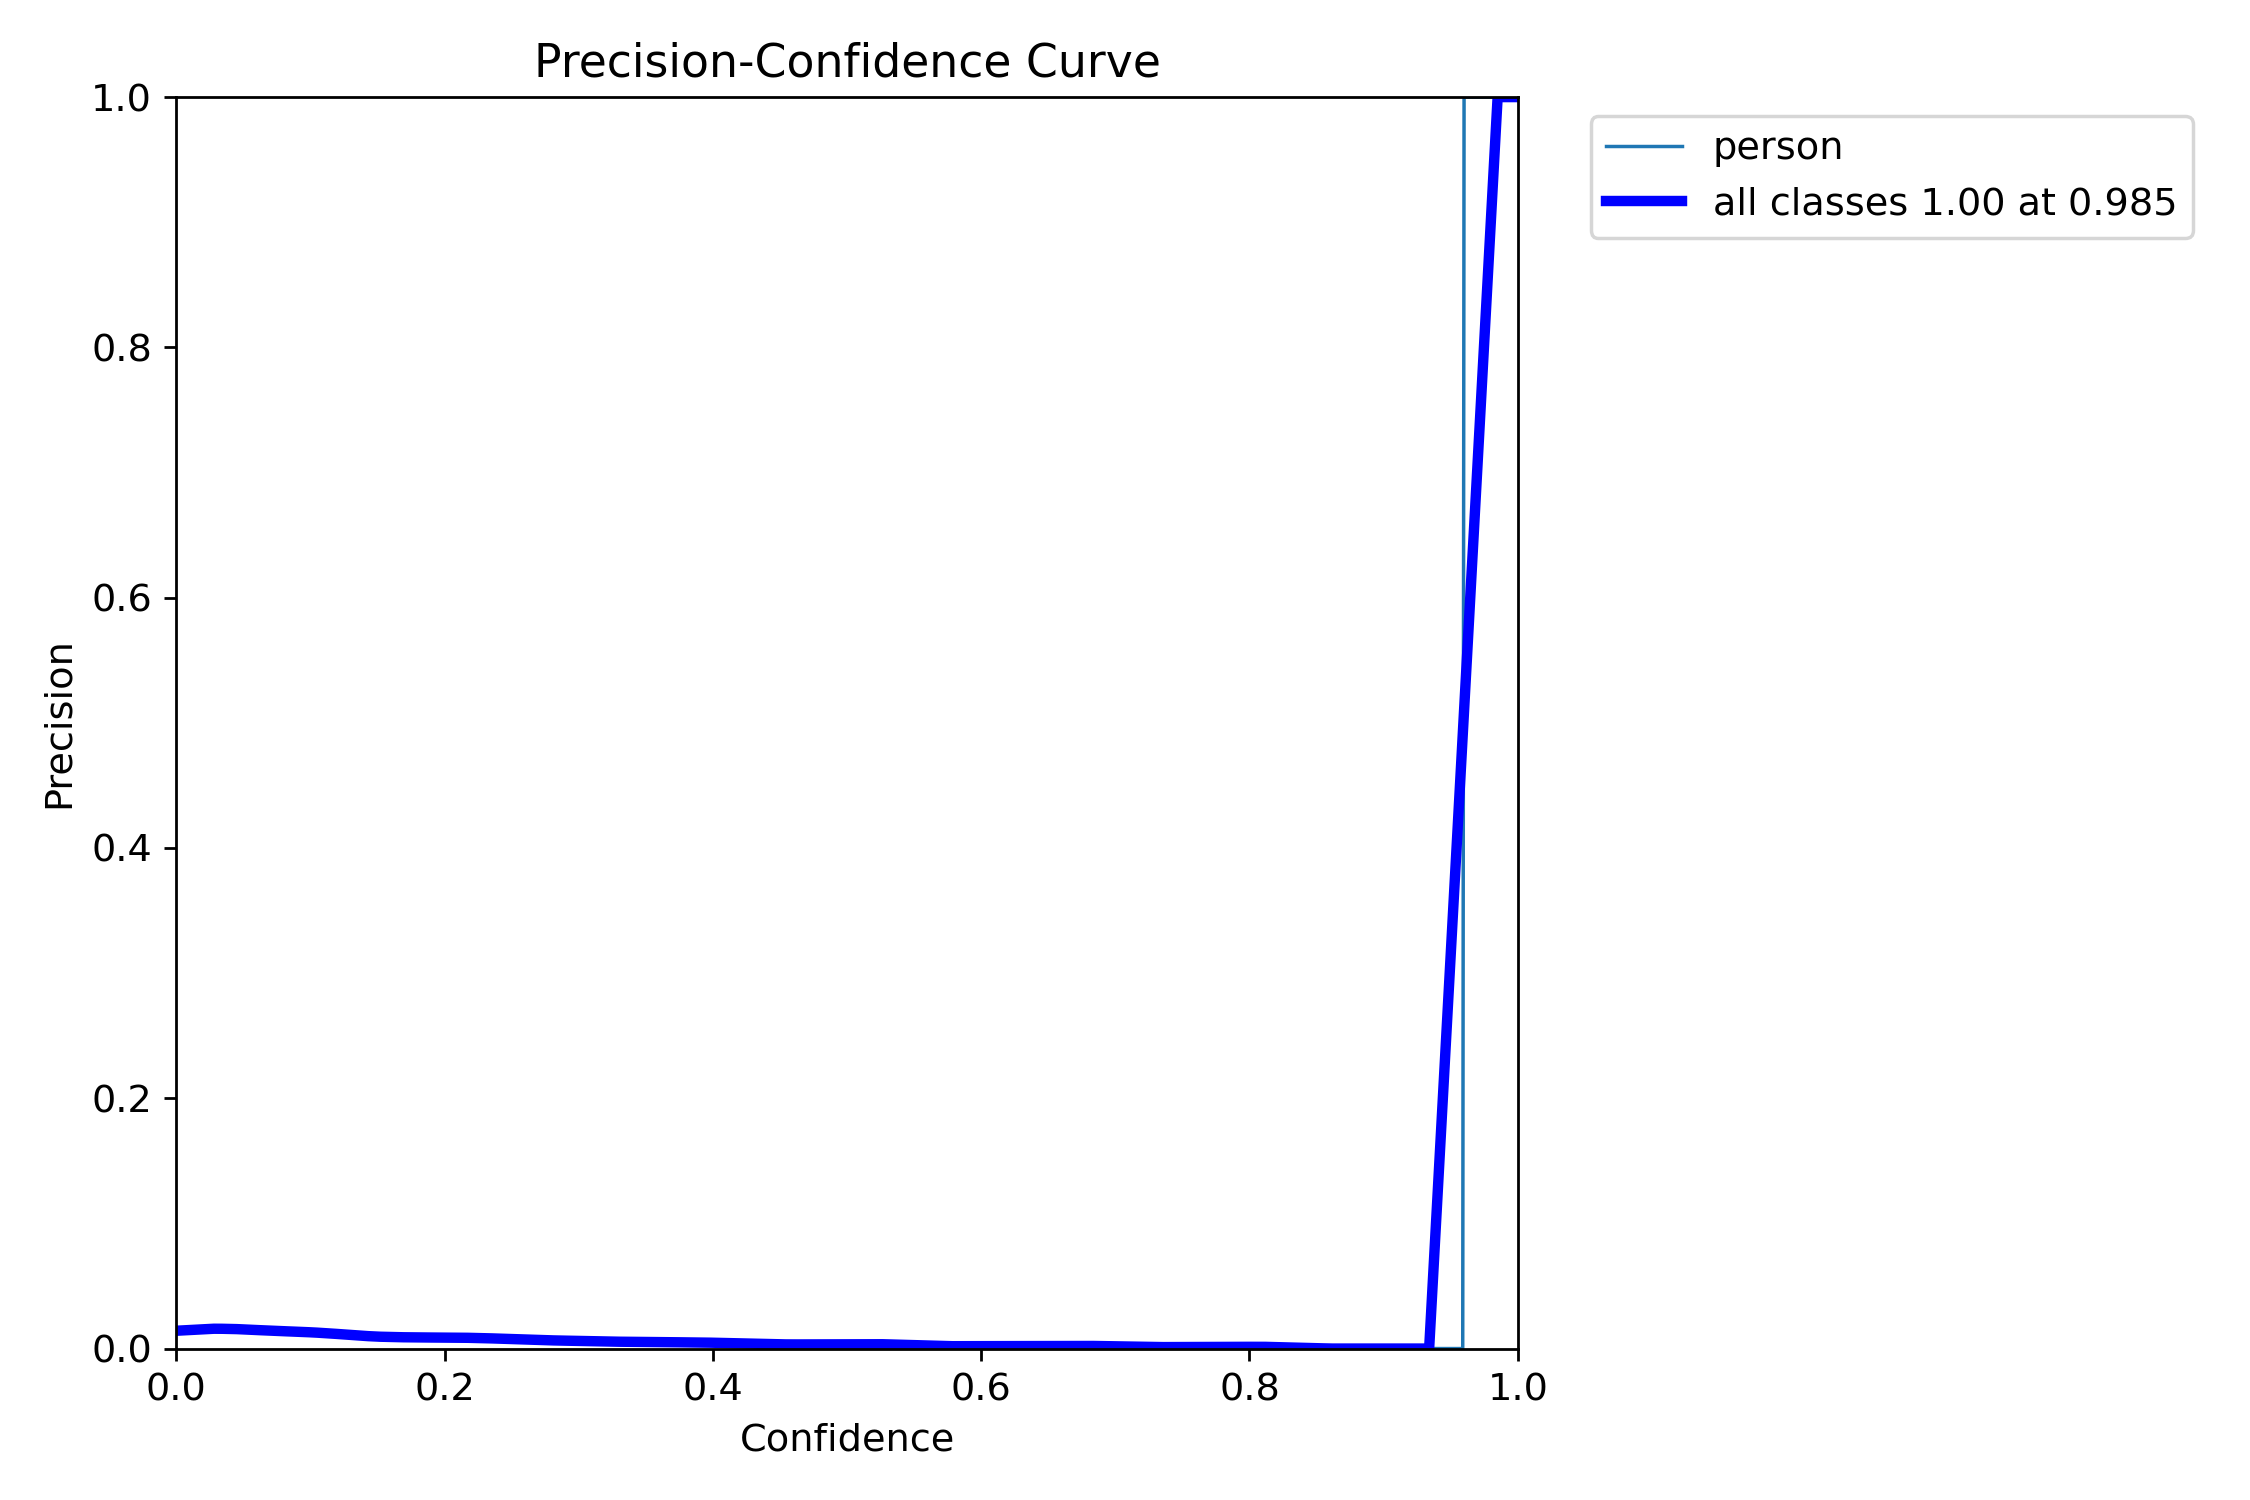 Precision-Confidence Curve
1.0
0.8
0.6
0.4
0.2
0.0
Precision
0.0 0.2 0.4 0.6 0.8 1.0
Confidence
person
all classes 1.00 at 0.985